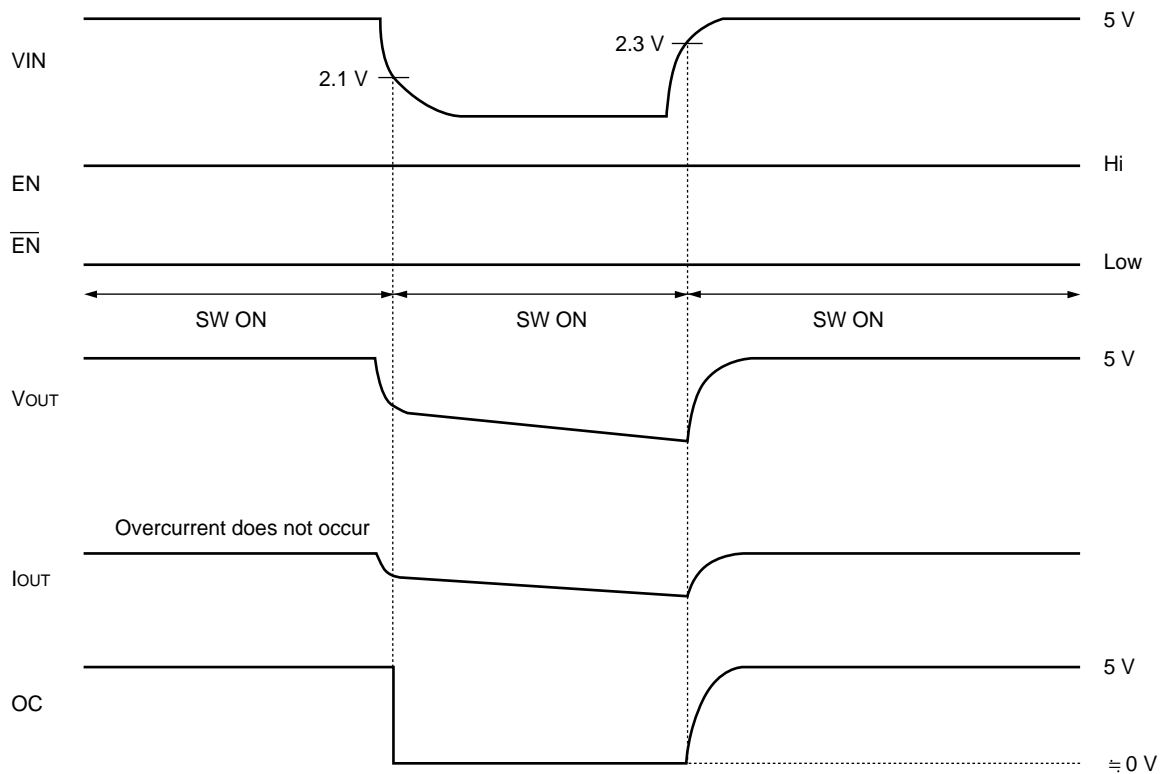 5 V
2.3 V
VIN
2.1 V
Hi
EN
EN
Low
SW ON SW ON SW ON
5 V
VOUT
Overcurrent does not occur
IOUT
5 V
OC
≒ 0 V